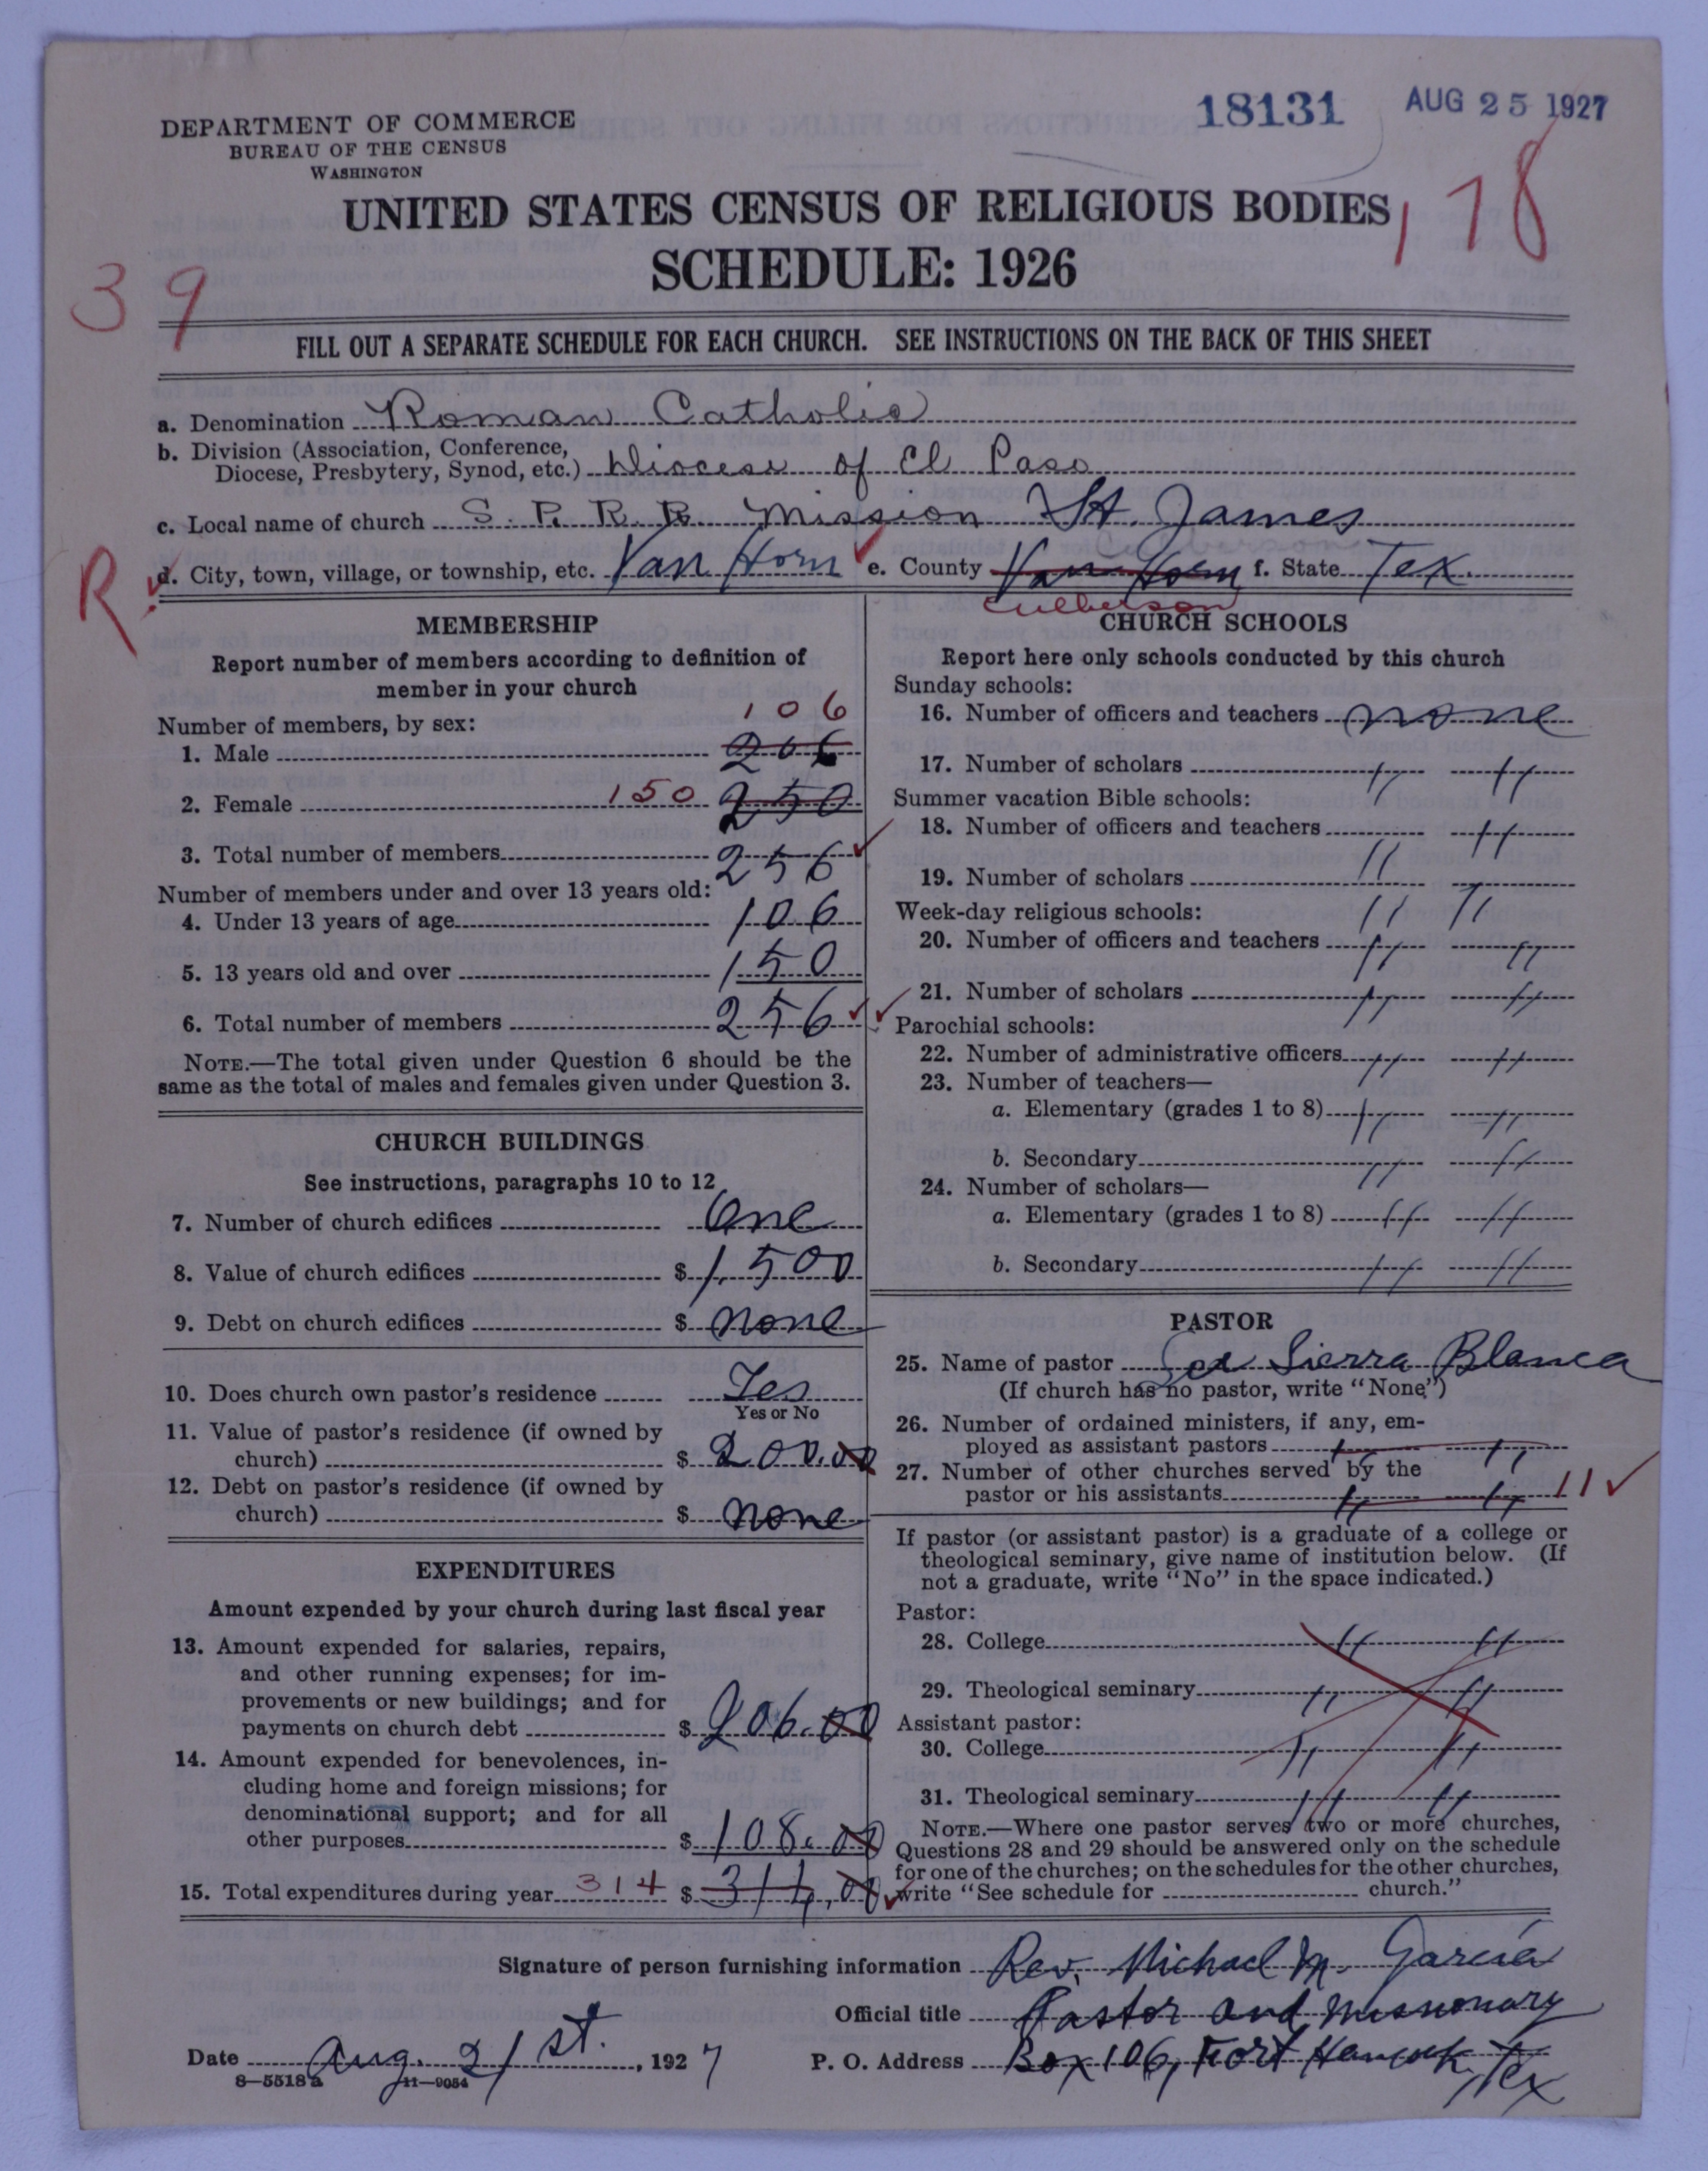 18131 AUG 25 1927
DEPARTMENT OF COMMERCE
BUREAU OF THE CENSUS
WASHINGTON
178
UNITED STATES CENSUS OF RELIGIOUS BODIES
SCHEDULE: 1926
39
FILL OUT A SEPARATE SCHEDULE FOR EACH CHURCH. SEE INSTRUCTIONS ON THE BACK OF THIS SHEET
a. Denomination Roman Catholic
b. Division (Association, Conference,
Diocese, Presbytery, Synod, etc.) Diocese of El Paso
c. Local name of church S. P. R. R. Mission St. James
R d. City, town, village, or township, etc. Van Horn e. County Van Horn f. State Tex.
Culberson
MEMBERSHIP
Report number of members according to definition of
member in your church
106
Number of members, by sex:
1. Male 206
2. Female 150 250
3. Total number of members 256
Number of members under and over 13 years old:
4. Under 13 years of age 106
5. 13 years old and over 150
6. Total number of members 256
NOTE.—The total given under Question 6 should be the
same as the total of males and females given under Question 3.
CHURCH BUILDINGS
See instructions, paragraphs 10 to 12
7. Number of church edifices One
8. Value of church edifices $ 1,500
9. Debt on church edifices $ none
10. Does church own pastor's residence Yes
Yes or No
11. Value of pastor's residence (if owned by
church) $ 200.00
12. Debt on pastor's residence (if owned by
church) $ none
EXPENDITURES
Amount expended by your church during last fiscal year
13. Amount expended for salaries, repairs,
and other running expenses; for im-
provements or new buildings; and for
payments on church debt $ 206.00
14. Amount expended for benevolences, in-
cluding home and foreign missions; for
denominational support; and for all
other purposes $ 108.00
15. Total expenditures during year 314 $ 314.00
CHURCH SCHOOLS
Report here only schools conducted by this church
Sunday schools:
16. Number of officers and teachers none
17. Number of scholars " "
Summer vacation Bible schools:
18. Number of officers and teachers "
19. Number of scholars "
Week-day religious schools: " "
20. Number of officers and teachers " "
21. Number of scholars " "
Parochial schools:
22. Number of administrative officers " "
23. Number of teachers—
a. Elementary (grades 1 to 8) " "
b. Secondary " "
24. Number of scholars—
a. Elementary (grades 1 to 8) " "
b. Secondary " "
PASTOR
25. Name of pastor Sierra Blanca
(If church has no pastor, write "None")
26. Number of ordained ministers, if any, em-
ployed as assistant pastors " "
27. Number of other churches served by the
pastor or his assistants " " 11
If pastor (or assistant pastor) is a graduate of a college or
theological seminary, give name of institution below. (If
not a graduate, write "No" in the space indicated.)
Pastor:
28. College " "
29. Theological seminary " "
Assistant pastor:
30. College " "
31. Theological seminary " "
NOTE.—Where one pastor serves two or more churches,
Questions 28 and 29 should be answered only on the schedule
for one of the churches; on the schedules for the other churches,
write "See schedule for church."
Signature of person furnishing information Rev. Michael M. García
Official title Pastor and Missionary
Date Aug. 21st. , 1927 P. O. Address Box 106, Fort Hancock
Tex
8—5518a 11—9054